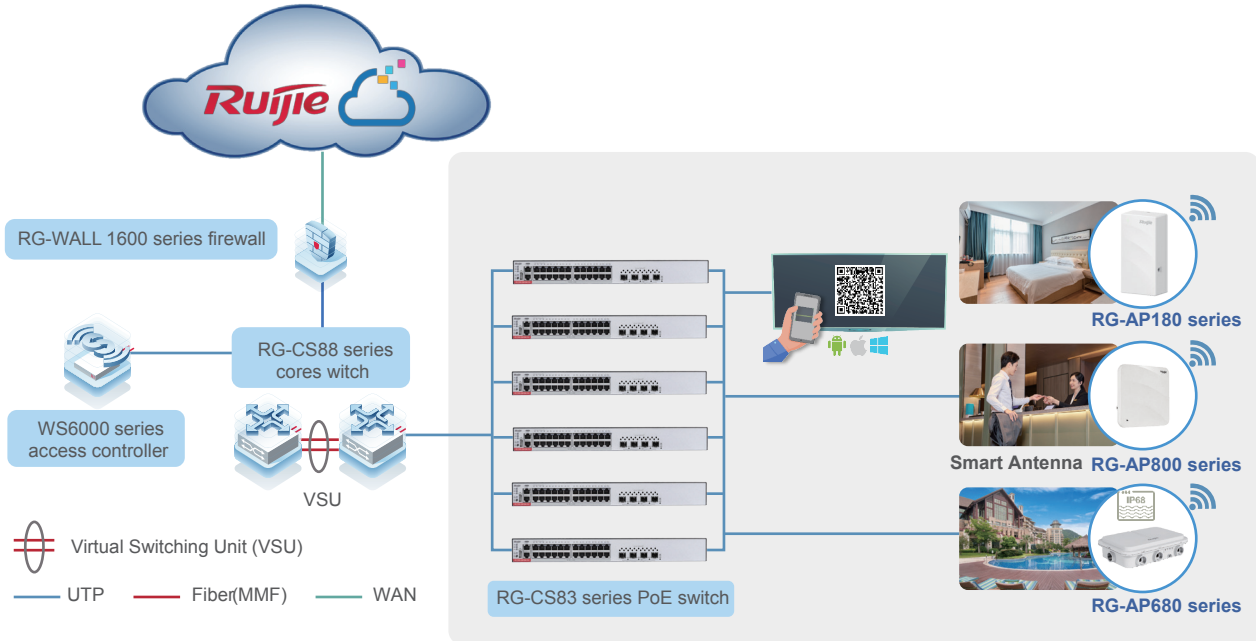 Ruijie
RG-WALL 1600 series firewall
RG-CS88 series
cores witch
WS6000 series
access controller
VSU
Virtual Switching Unit (VSU)
UTP
Fiber(MMF)
WAN
RG-CS83 series PoE switch
Ruijie
RG-AP180 series
Smart Antenna
RG-AP800 series
IP68
RG-AP680 series